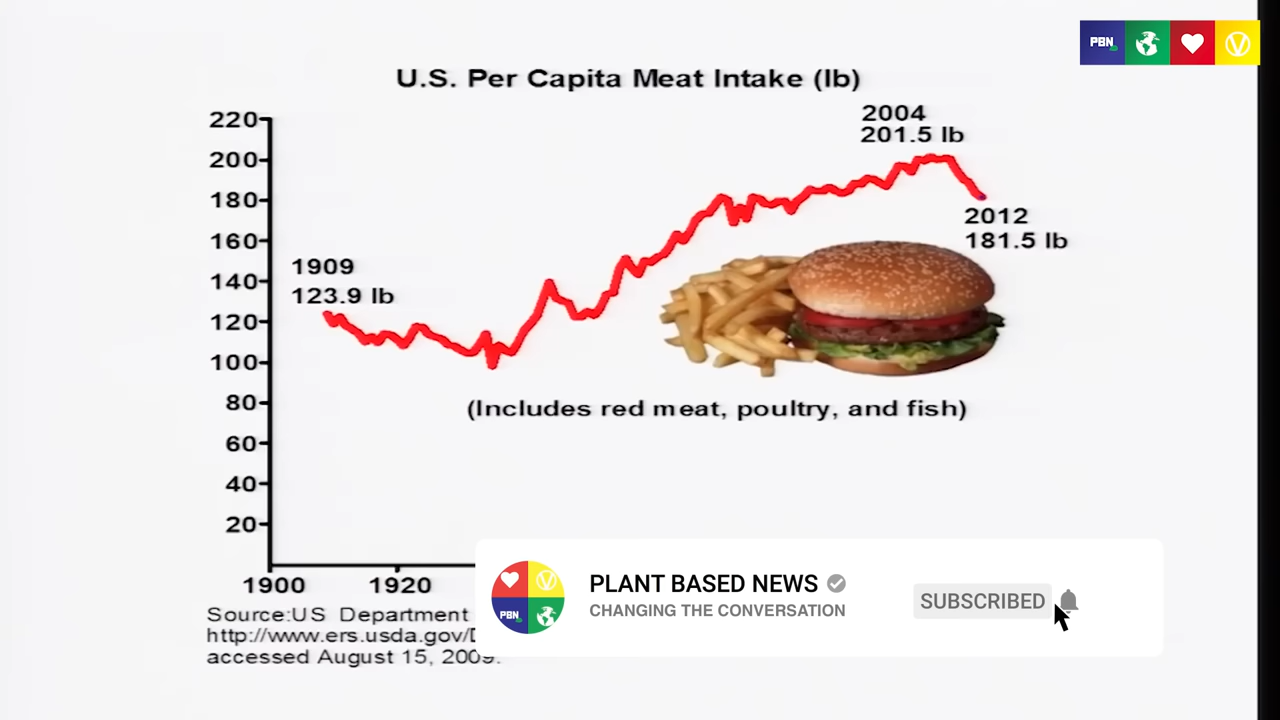 PBN
U.S. Per Capita Meat Intake (lb)
2004
201.5 lb
220
200
180
160
140
120
100
80
60
40
20
1909
123.9 lb
2012
181.5 lb
(Includes red meat, poultry, and fish)
1900
1920
Source:US Department
http://www.ers.usda.gov/D
accessed August 15, 2009.
PBN
PLANT BASED NEWS
CHANGING THE CONVERSATION
SUBSCRIBED